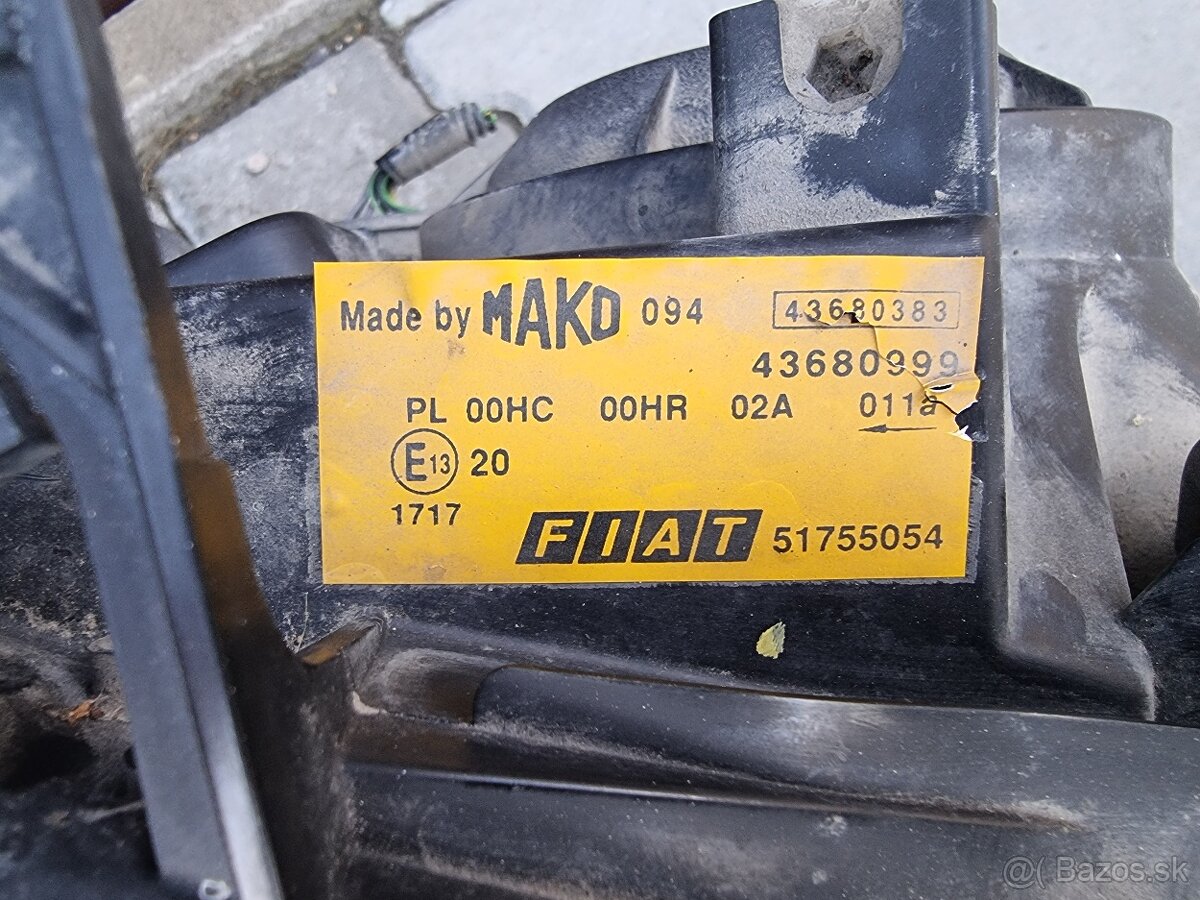 Made by MAKO 094 43680383
43680999
PL 00HC 00HR 02A 011a
E13 20
1717
FIAT 51755054
@( Bazos.sk